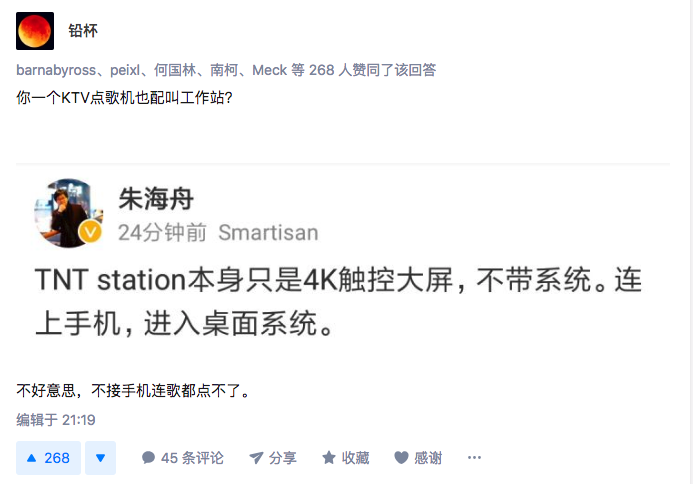 铅杯
barnabyross、peixl、何国林、南柯、Meck 等 268 人赞同了该回答
你一个KTV点歌机也配叫工作站?
朱海舟
V
24分钟前 Smartisan
TNT station本身只是4K触控大屏，不带系统。连
上手机，进入桌面系统。
不好意思，不接手机连歌都点不了。
编辑于 21:19
268 45 条评论 分享 收藏 感谢 ···